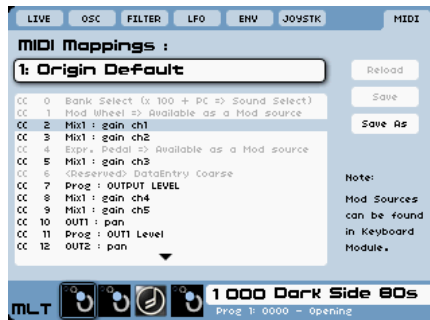 LIVE OSC FILTER LFO ENV JOYSTK MIDI
MIDI Mappings :
1: Origin Default
Reload
Save
Save As
CC 0 Bank Select (x 100 + PC => Sound Select)
CC 1 Mod Wheel => Available as a Mod source
CC 2 Mix1 : gain ch1
CC 3 Mix1 : gain ch2
CC 4 Expr. Pedal => Available as a Mod source
CC 5 Mix1 : gain ch3
CC 6 <Reserved> DataEntry Coarse
CC 7 Prog : OUTPUT LEVEL
CC 8 Mix1 : gain ch4
CC 9 Mix1 : gain ch5
CC 10 OUT1 : pan
CC 11 Prog : OUT1 Level
CC 12 OUT2 : pan
Note:
Mod Sources
can be found
in Keyboard
Module.
MLT
1 000 Dark Side 80s
Prog 1: 0000 - Opening